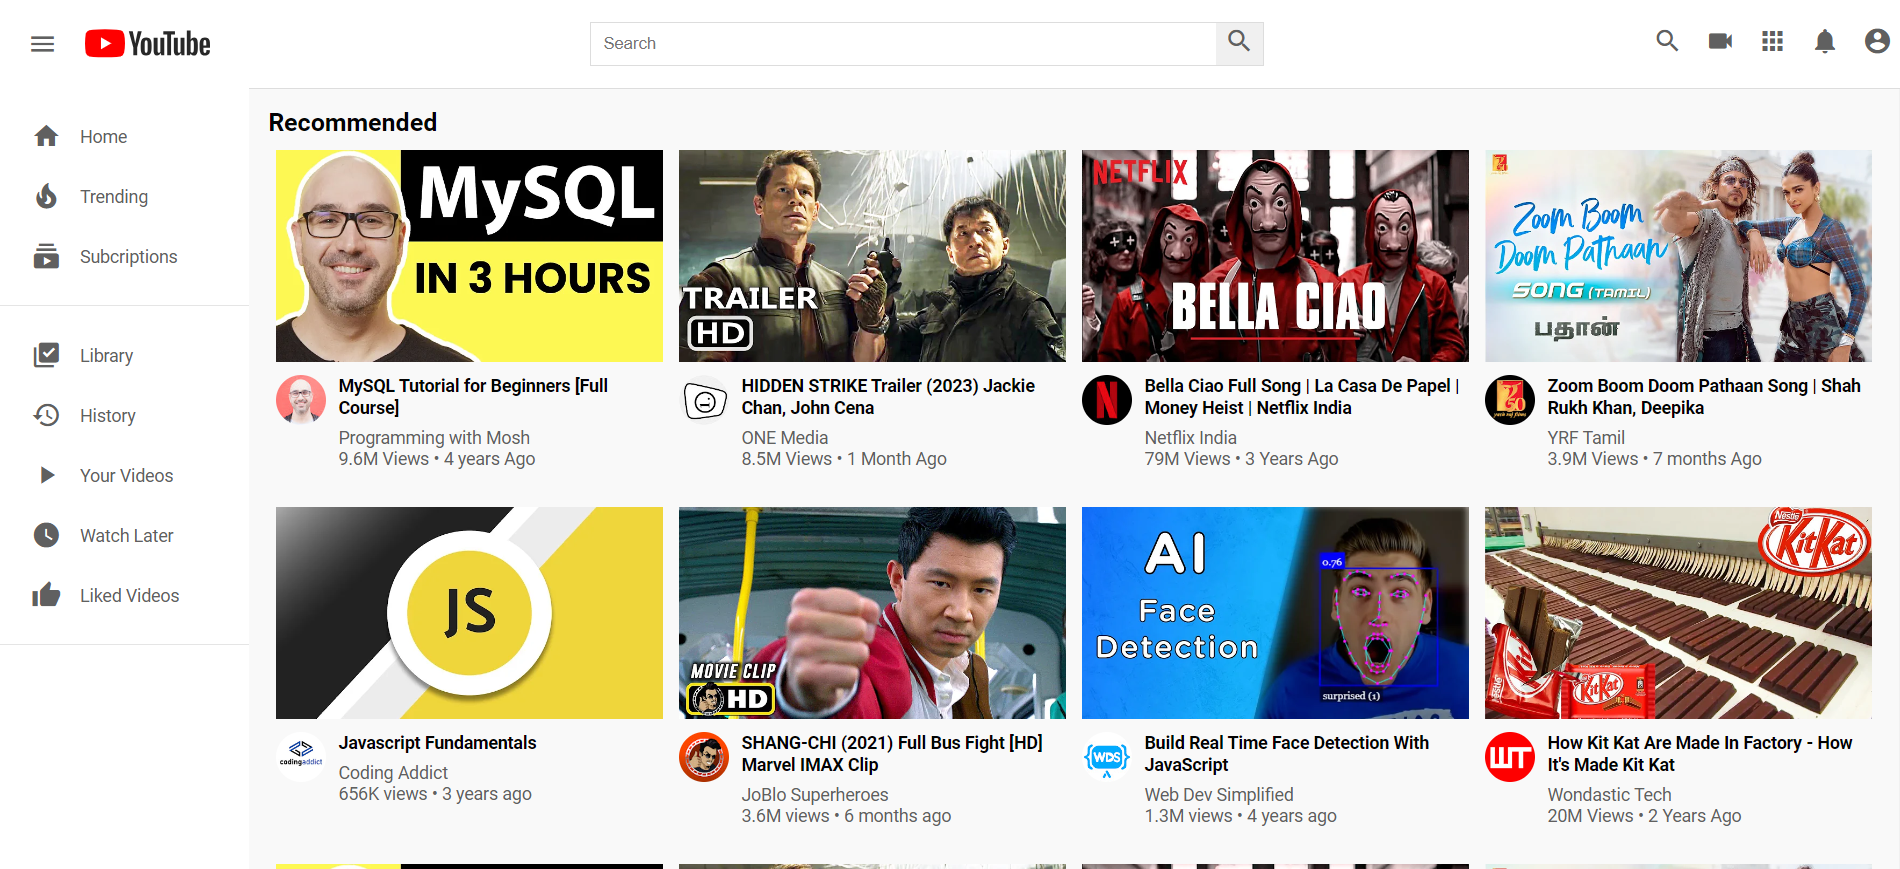 YouTube
Search
Home
Trending
Subcriptions
Library
History
Your Videos
Watch Later
Liked Videos
Recommended
MySQL
IN 3 HOURS
MySQL Tutorial for Beginners [Full
Course]
Programming with Mosh
9.6M Views • 4 years Ago
TRAILER
HD
HIDDEN STRIKE Trailer (2023) Jackie
Chan, John Cena
ONE Media
8.5M Views • 1 Month Ago
NETFLIX
BELLA CIAO
N
Bella Ciao Full Song | La Casa De Papel |
Money Heist | Netflix India
Netflix India
79M Views • 3 Years Ago
Zoom Boom
Doom Pathaan
SONG (TAMIL)
பதான்
50
Zoom Boom Doom Pathaan Song | Shah
Rukh Khan, Deepika
YRF Tamil
3.9M Views • 7 months Ago
JS
codingaddict
Javascript Fundamentals
Coding Addict
656K views • 3 years ago
MOVIE CLIP
HD
SHANG-CHI (2021) Full Bus Fight [HD]
Marvel IMAX Clip
JoBlo Superheroes
3.6M views • 6 months ago
AI
Face
Detection
0.76
surprised (1)
WDS
Build Real Time Face Detection With
JavaScript
Web Dev Simplified
1.3M views • 4 years ago
Nestle
KitKat
Kit
KitKat
WT
How Kit Kat Are Made In Factory - How
It's Made Kit Kat
Wondastic Tech
20M Views • 2 Years Ago